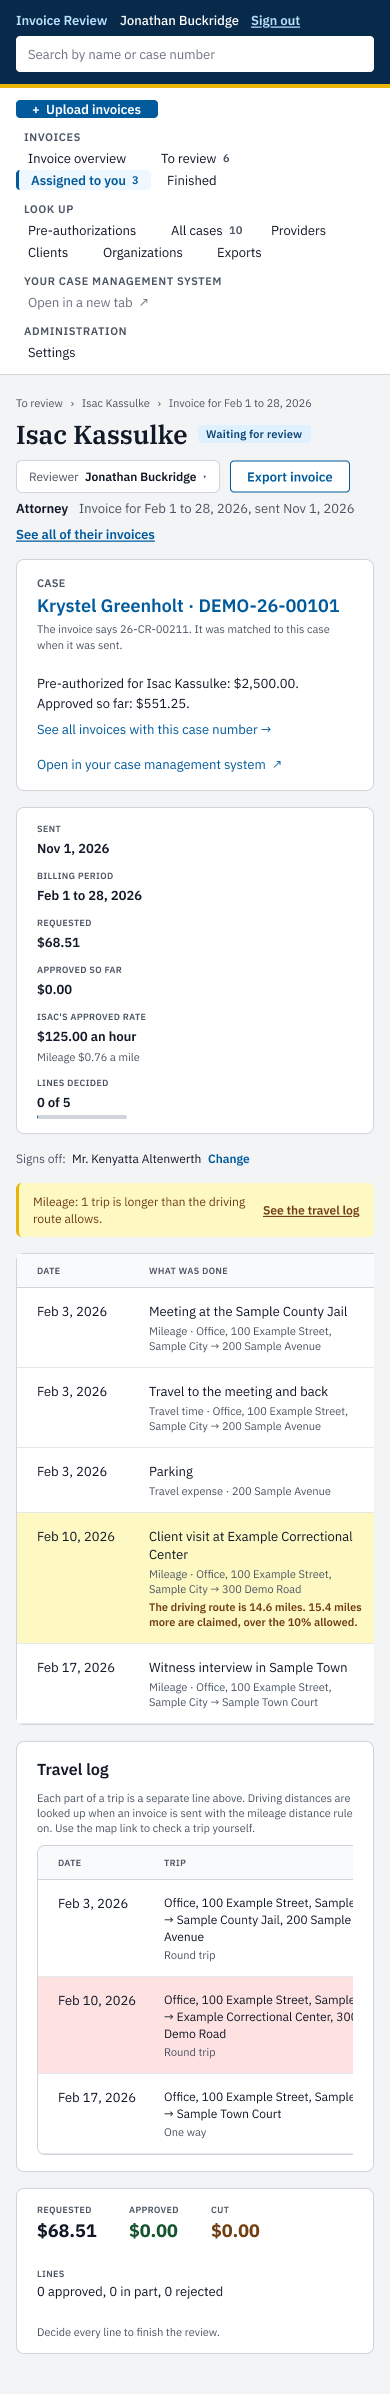 Invoice Review Jonathan Buckridge Sign out
Search by name or case number
+ Upload invoices
INVOICES
Invoice overview To review 6
Assigned to you 3 Finished
LOOK UP
Pre-authorizations All cases 10 Providers
Clients Organizations Exports
YOUR CASE MANAGEMENT SYSTEM
Open in a new tab ↗
ADMINISTRATION
Settings
To review › Isac Kassulke › Invoice for Feb 1 to 28, 2026
Isac Kassulke Waiting for review
Reviewer Jonathan Buckridge · Export invoice
Attorney Invoice for Feb 1 to 28, 2026, sent Nov 1, 2026
See all of their invoices
CASE
Krystel Greenholt · DEMO-26-00101
The invoice says 26-CR-00211. It was matched to this case
when it was sent.
Pre-authorized for Isac Kassulke: $2,500.00.
Approved so far: $551.25.
See all invoices with this case number →
Open in your case management system ↗
SENT
Nov 1, 2026
BILLING PERIOD
Feb 1 to 28, 2026
REQUESTED
$68.51
APPROVED SO FAR
$0.00
ISAC'S APPROVED RATE
$125.00 an hour
Mileage $0.76 a mile
LINES DECIDED
0 of 5
Signs off: Mr. Kenyatta Altenwerth Change
Mileage: 1 trip is longer than the driving
route allows.
See the travel log
DATE WHAT WAS DONE
Feb 3, 2026 Meeting at the Sample County Jail
Mileage · Office, 100 Example Street,
Sample City → 200 Sample Avenue
Feb 3, 2026 Travel to the meeting and back
Travel time · Office, 100 Example Street,
Sample City → 200 Sample Avenue
Feb 3, 2026 Parking
Travel expense · 200 Sample Avenue
Feb 10, 2026 Client visit at Example Correctional
Center
Mileage · Office, 100 Example Street,
Sample City → 300 Demo Road
The driving route is 14.6 miles. 15.4 miles
more are claimed, over the 10% allowed.
Feb 17, 2026 Witness interview in Sample Town
Mileage · Office, 100 Example Street,
Sample City → Sample Town Court
Travel log
Each part of a trip is a separate line above. Driving distances are
looked up when an invoice is sent with the mileage distance rule
on. Use the map link to check a trip yourself.
DATE TRIP
Feb 3, 2026 Office, 100 Example Street, Sample
→ Sample County Jail, 200 Sample
Avenue
Round trip
Feb 10, 2026 Office, 100 Example Street, Sample
→ Example Correctional Center, 300
Demo Road
Round trip
Feb 17, 2026 Office, 100 Example Street, Sample
→ Sample Town Court
One way
REQUESTED APPROVED CUT
$68.51 $0.00 $0.00
LINES
0 approved, 0 in part, 0 rejected
Decide every line to finish the review.